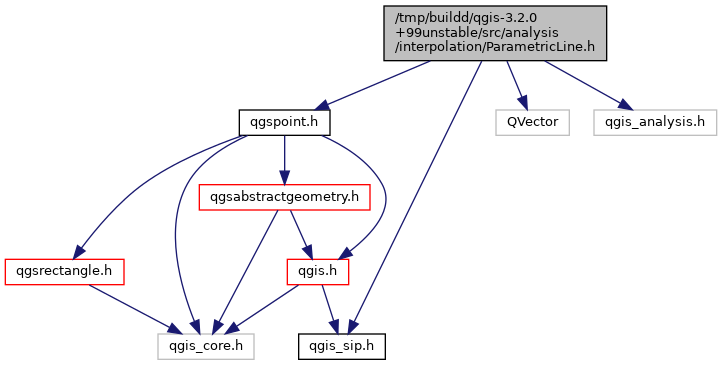 /tmp/buildd/qgis-3.2.0
+99unstable/src/analysis
/interpolation/ParametricLine.h
qgspoint.h
QVector
qgis_analysis.h
qgsabstractgeometry.h
qgsrectangle.h
qgis.h
qgis_core.h
qgis_sip.h